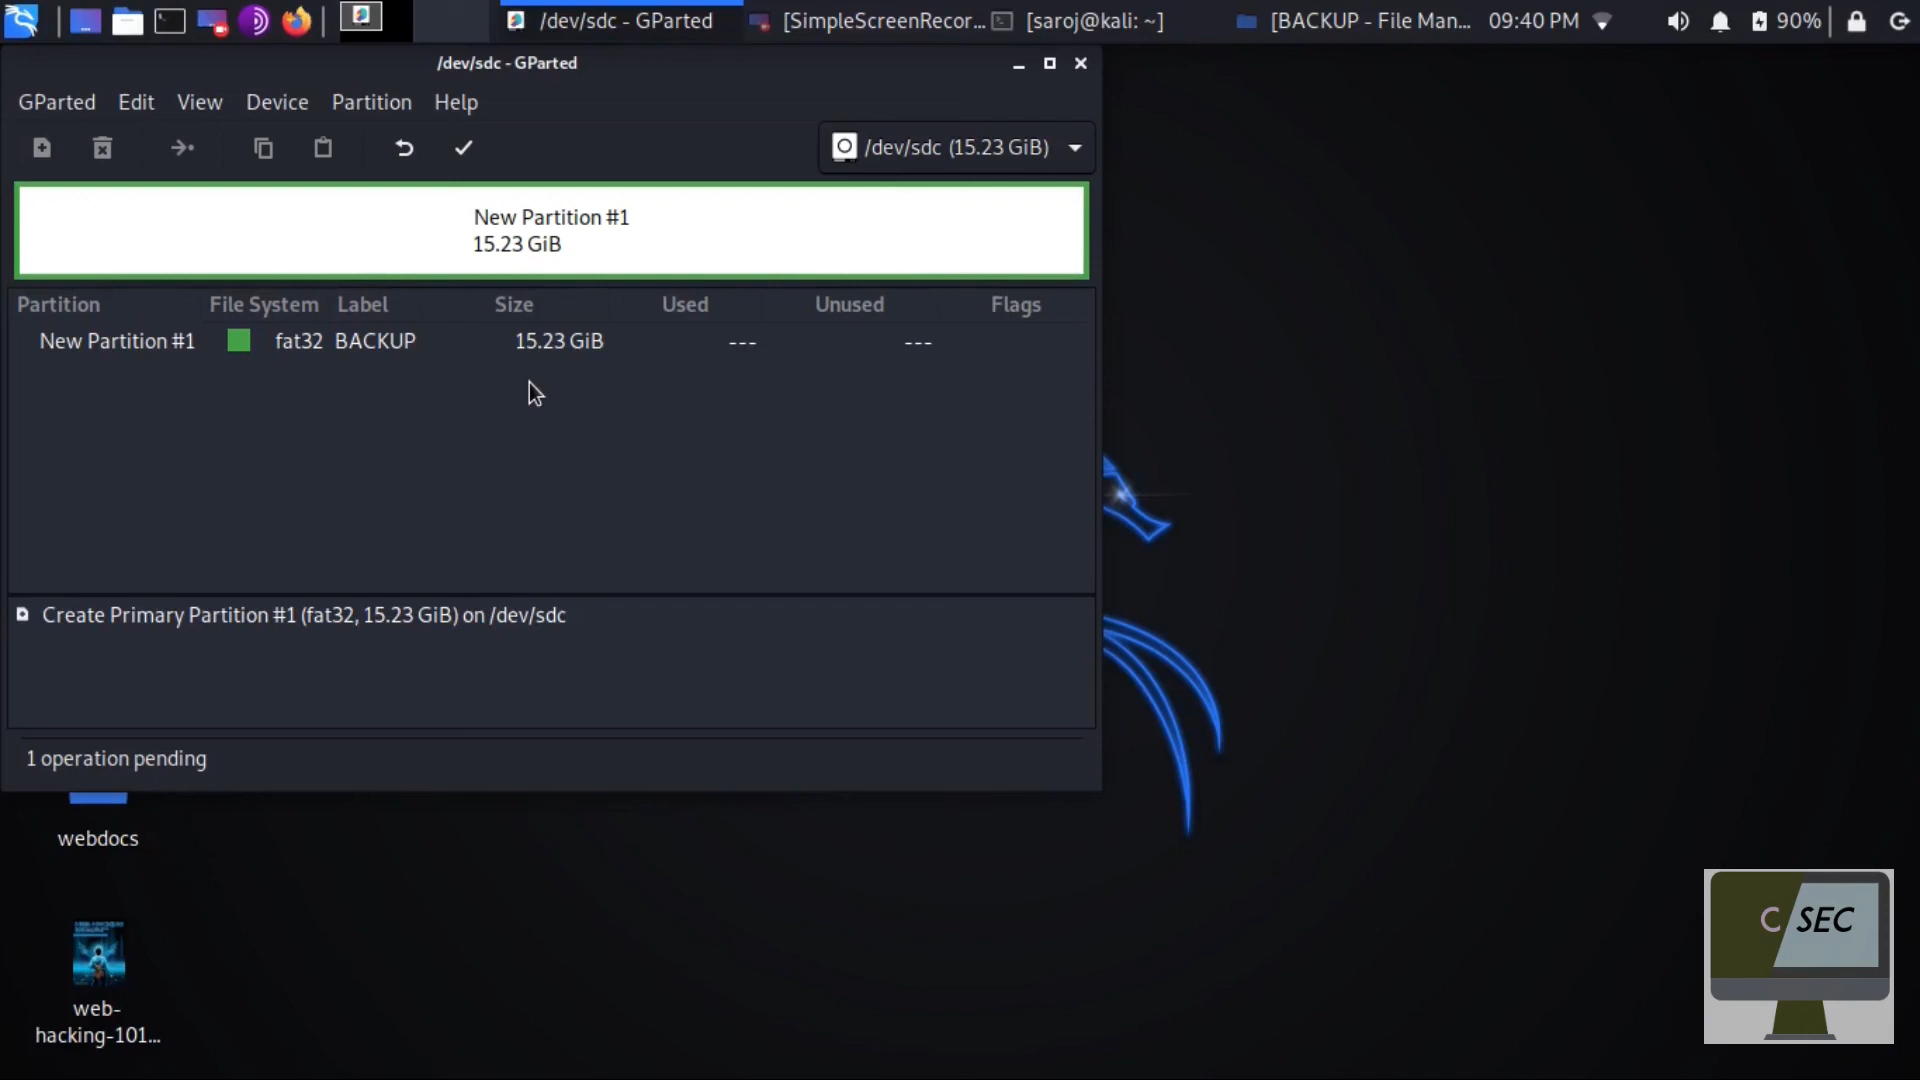 /dev/sdc - GParted
[SimpleScreenRecor...
[saroj@kali: ~]
[BACKUP - File Man...
09:40 PM
90%
/dev/sdc - GParted
GParted Edit View Device Partition Help
/dev/sdc (15.23 GiB)
New Partition #1
15.23 GiB
Partition File System Label Size Used Unused Flags
New Partition #1 fat32 BACKUP 15.23 GiB --- ---
Create Primary Partition #1 (fat32, 15.23 GiB) on /dev/sdc
1 operation pending
webdocs
web-
hacking-101...
C SEC